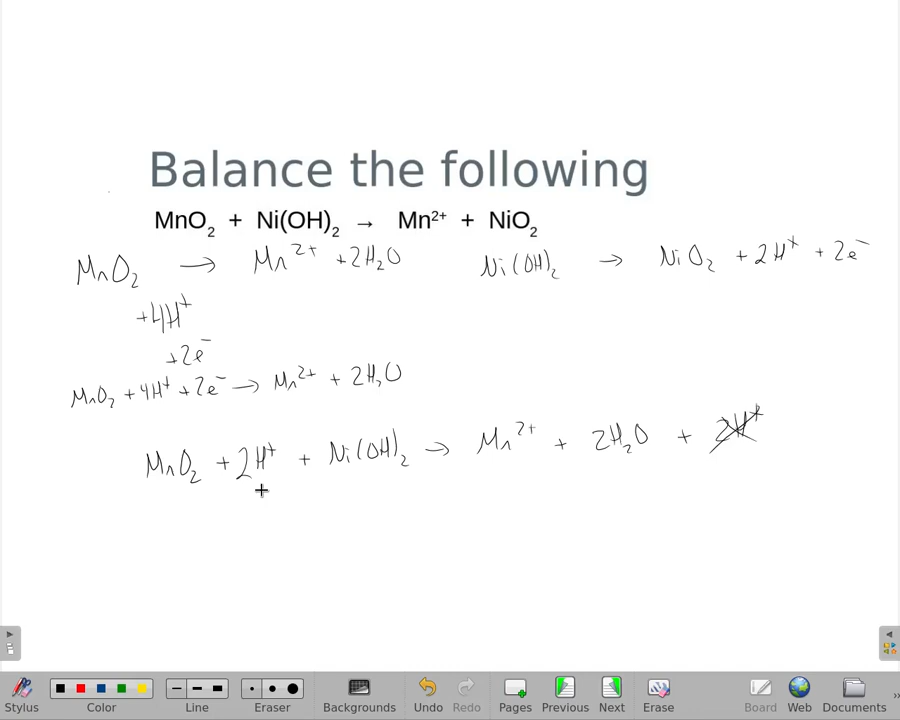 Balance the following
MnO₂ + Ni(OH)₂ → Mn²⁺ + NiO₂
MnO₂ → Mn²⁺ + 2H₂O Ni(OH)₂ → NiO₂ + 2H⁺ + 2e⁻
+4H⁺
+2e⁻
MnO₂ + 4H⁺ + 2e⁻ → Mn²⁺ + 2H₂O
MnO₂ + 2H⁺ + Ni(OH)₂ → Mn²⁺ + 2H₂O + 2H⁺
Stylus Color Line Eraser Backgrounds Undo Redo Pages Previous Next Erase Board Web Documents